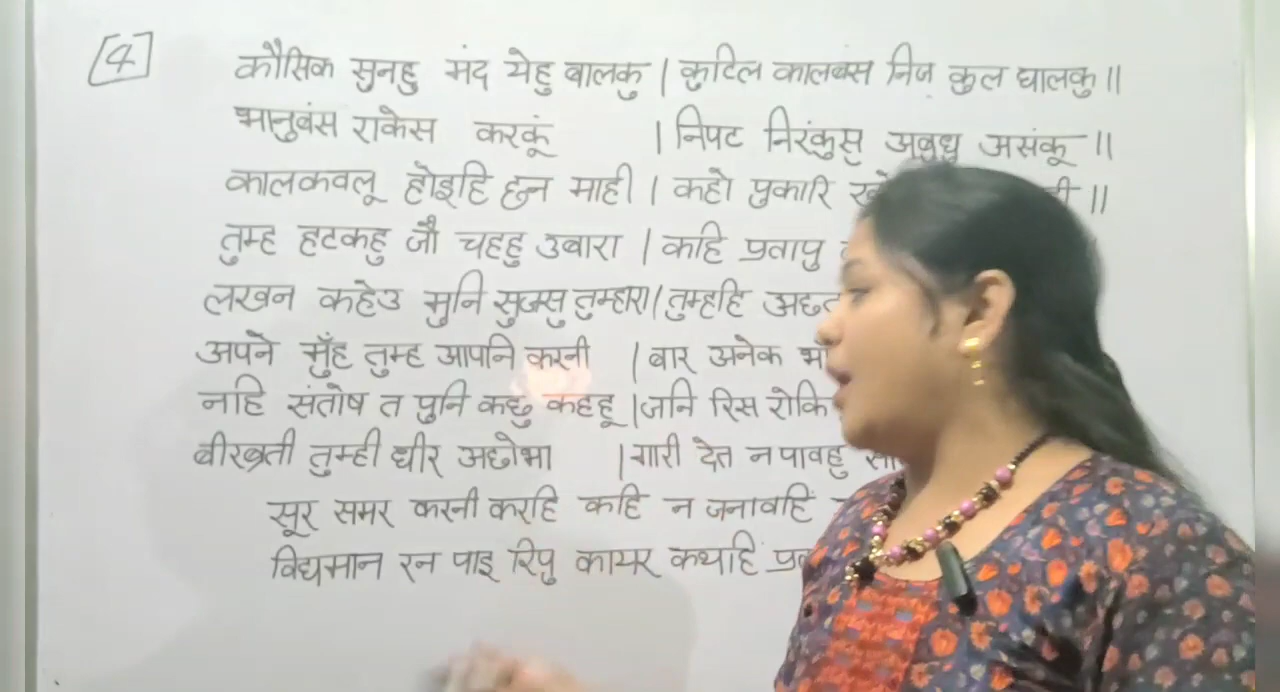 [4]
कौसिक सुनहु मंद येहु बालकु | कुटिल कालबंस निज कुल घालकु ||
भानुबंस राकेस करकूं | निपट निरंकुस अबुधु असंकू ||
कालकवलू होइहि छन माही | कहो पुकारि ||
तुम्ह हटकहु जौ चहहु उबारा | कहि प्रतापु
लखन कहेउ मुनि सुजसु तुम्हारा | तुम्हहि
अपने मुँह तुम्ह आपनि करनी | बार अनेक
नहि संतोष त पुनि कछु कहहू | जनि रिस रोकि
बीरब्रती तुम्ही धीर अछोभा | गारी देत न पावहु
सूर समर करनी करहि कहि न जनावहि
विद्यमान रन पाइ रिपु कायर कथहि